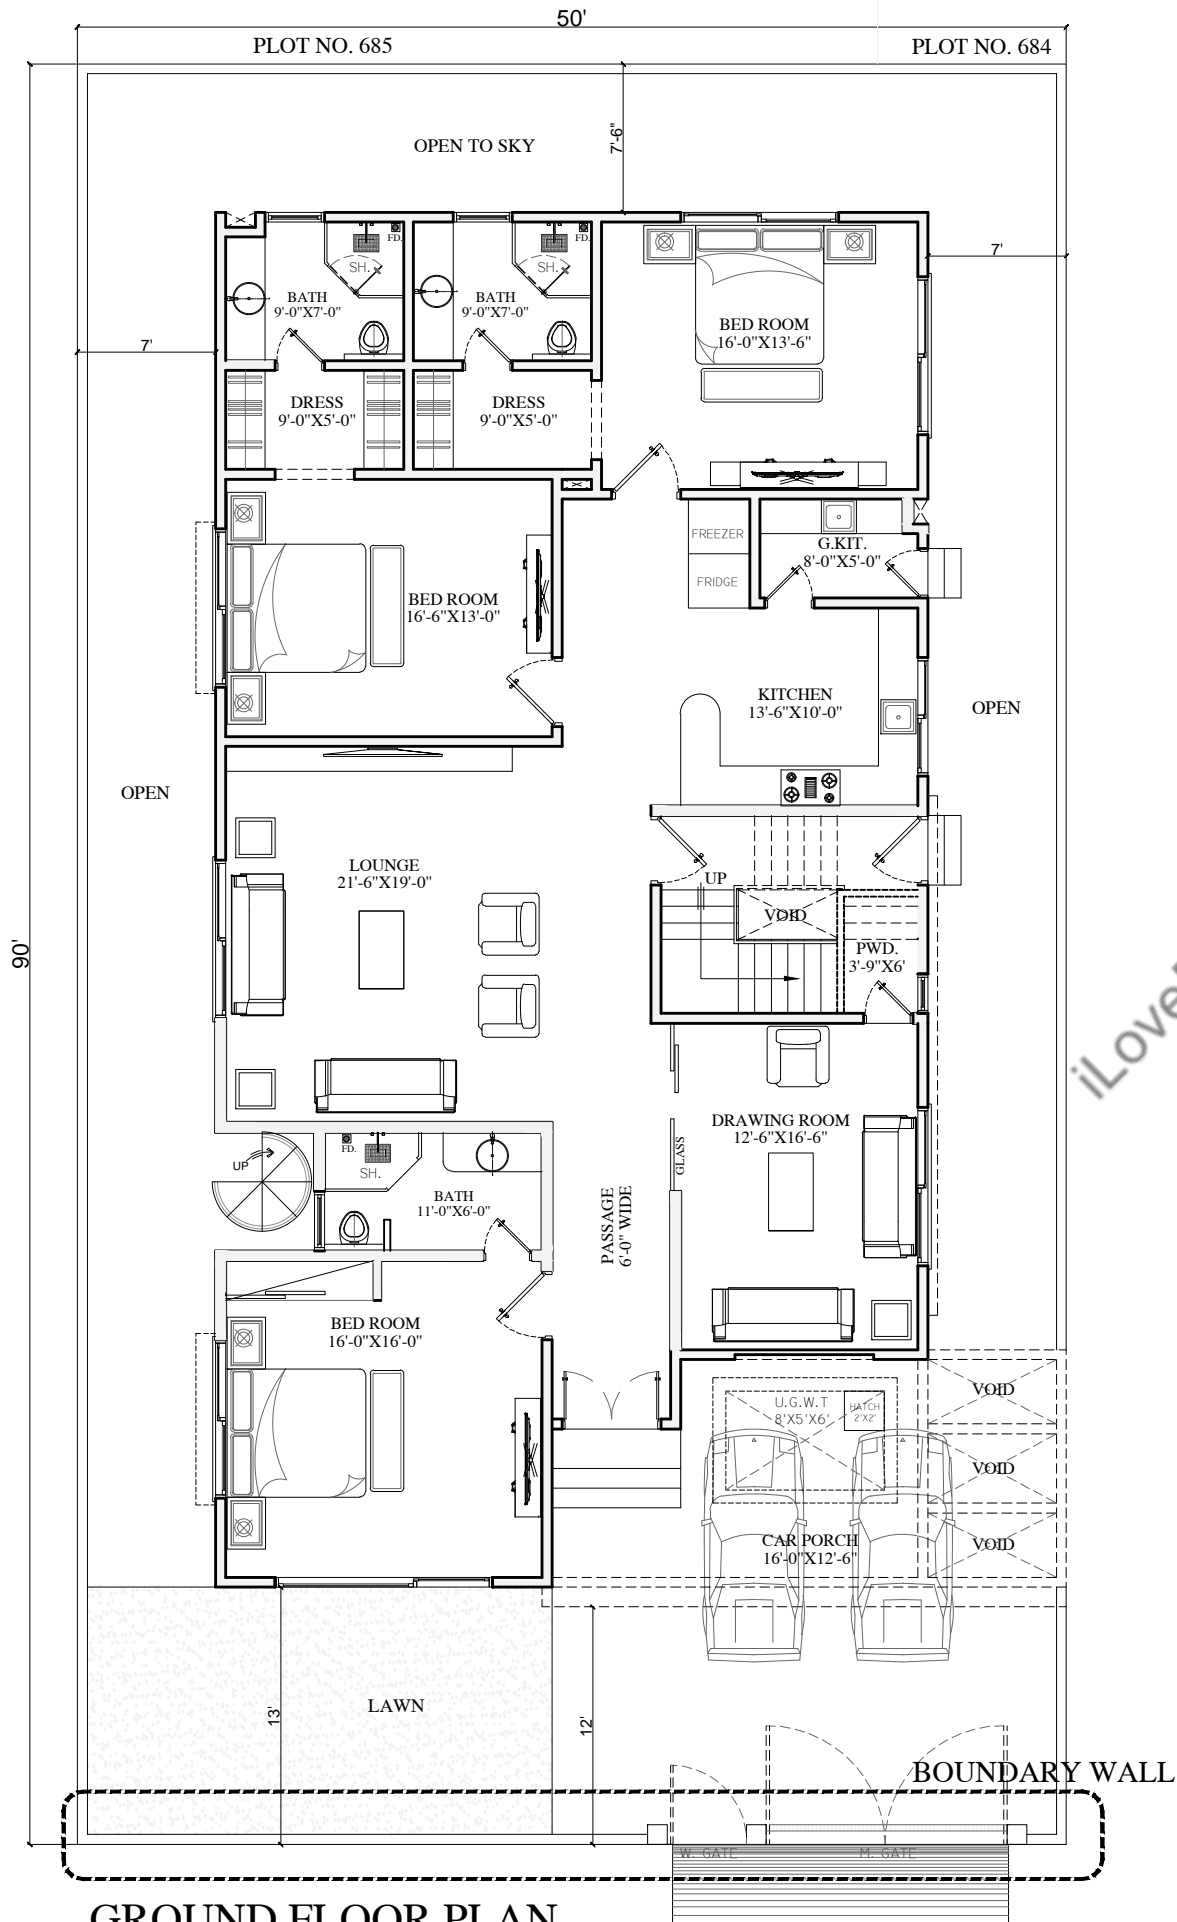 50'
PLOT NO. 685
PLOT NO. 684
OPEN TO SKY
7'-6"
7'
7'
FD.
SH.
BATH
9'-0"X7'-0"
FD.
SH.
BATH
9'-0"X7'-0"
BED ROOM
16'-0"X13'-6"
DRESS
9'-0"X5'-0"
DRESS
9'-0"X5'-0"
FREEZER
FRIDGE
G.KIT.
8'-0"X5'-0"
BED ROOM
16'-6"X13'-0"
KITCHEN
13'-6"X10'-0"
OPEN
OPEN
LOUNGE
21'-6"X19'-0"
UP
VOID
PWD.
3'-9"X6'
90'
DRAWING ROOM
12'-6"X16'-6"
GLASS
UP
FD.
SH.
BATH
11'-0"X6'-0"
PASSAGE
6'-0" WIDE
BED ROOM
16'-0"X16'-0"
VOID
U.G.W.T
8'X5'X6'
HATCH
2'X2'
VOID
CAR PORCH
16'-0"X12'-6"
VOID
LAWN
13'
12'
BOUNDARY WALL
W. GATE
M. GATE
GROUND FLOOR PLAN